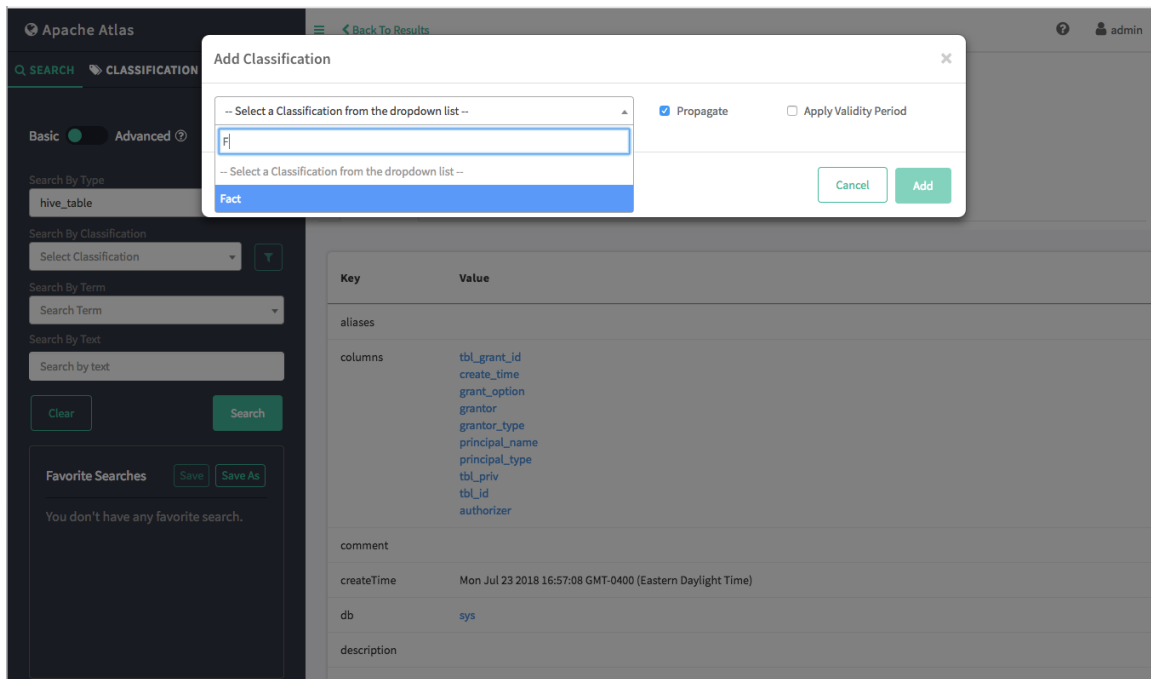 Apache Atlas
Back To Results
admin
SEARCH CLASSIFICATION
Add Classification
×
-- Select a Classification from the dropdown list --
Propagate
Apply Validity Period
F
-- Select a Classification from the dropdown list --
Fact
Cancel
Add
Basic Advanced
Search By Type
hive_table
Search By Classification
Select Classification
Search By Term
Search Term
Search By Text
Search by text
Clear
Search
Favorite Searches
Save
Save As
You don't have any favorite search.
Key Value
aliases
columns tbl_grant_id
create_time
grant_option
grantor
grantor_type
principal_name
principal_type
tbl_priv
tbl_id
authorizer
comment
createTime Mon Jul 23 2018 16:57:08 GMT-0400 (Eastern Daylight Time)
db sys
description